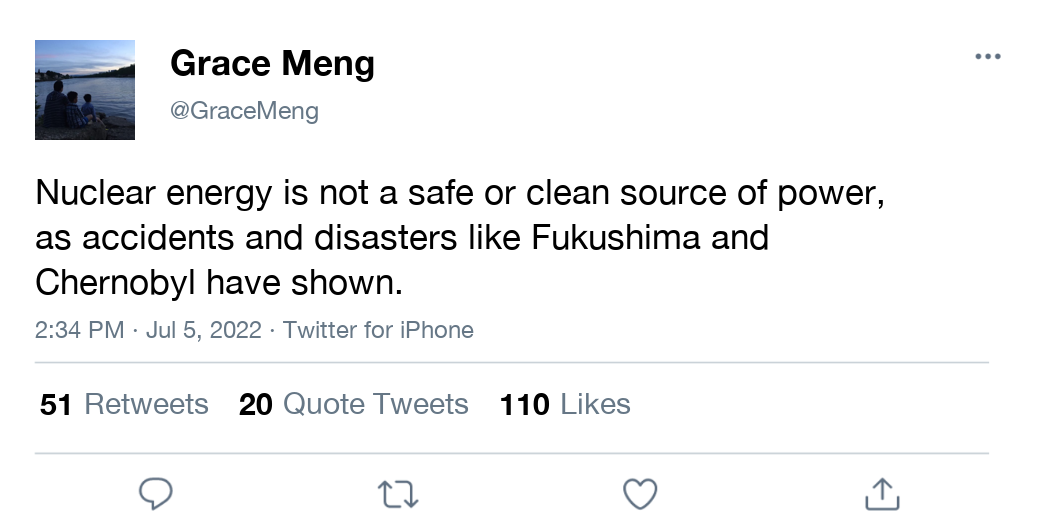 Grace Meng
@GraceMeng
Nuclear energy is not a safe or clean source of power,
as accidents and disasters like Fukushima and
Chernobyl have shown.
2:34 PM · Jul 5, 2022 · Twitter for iPhone
51 Retweets 20 Quote Tweets 110 Likes